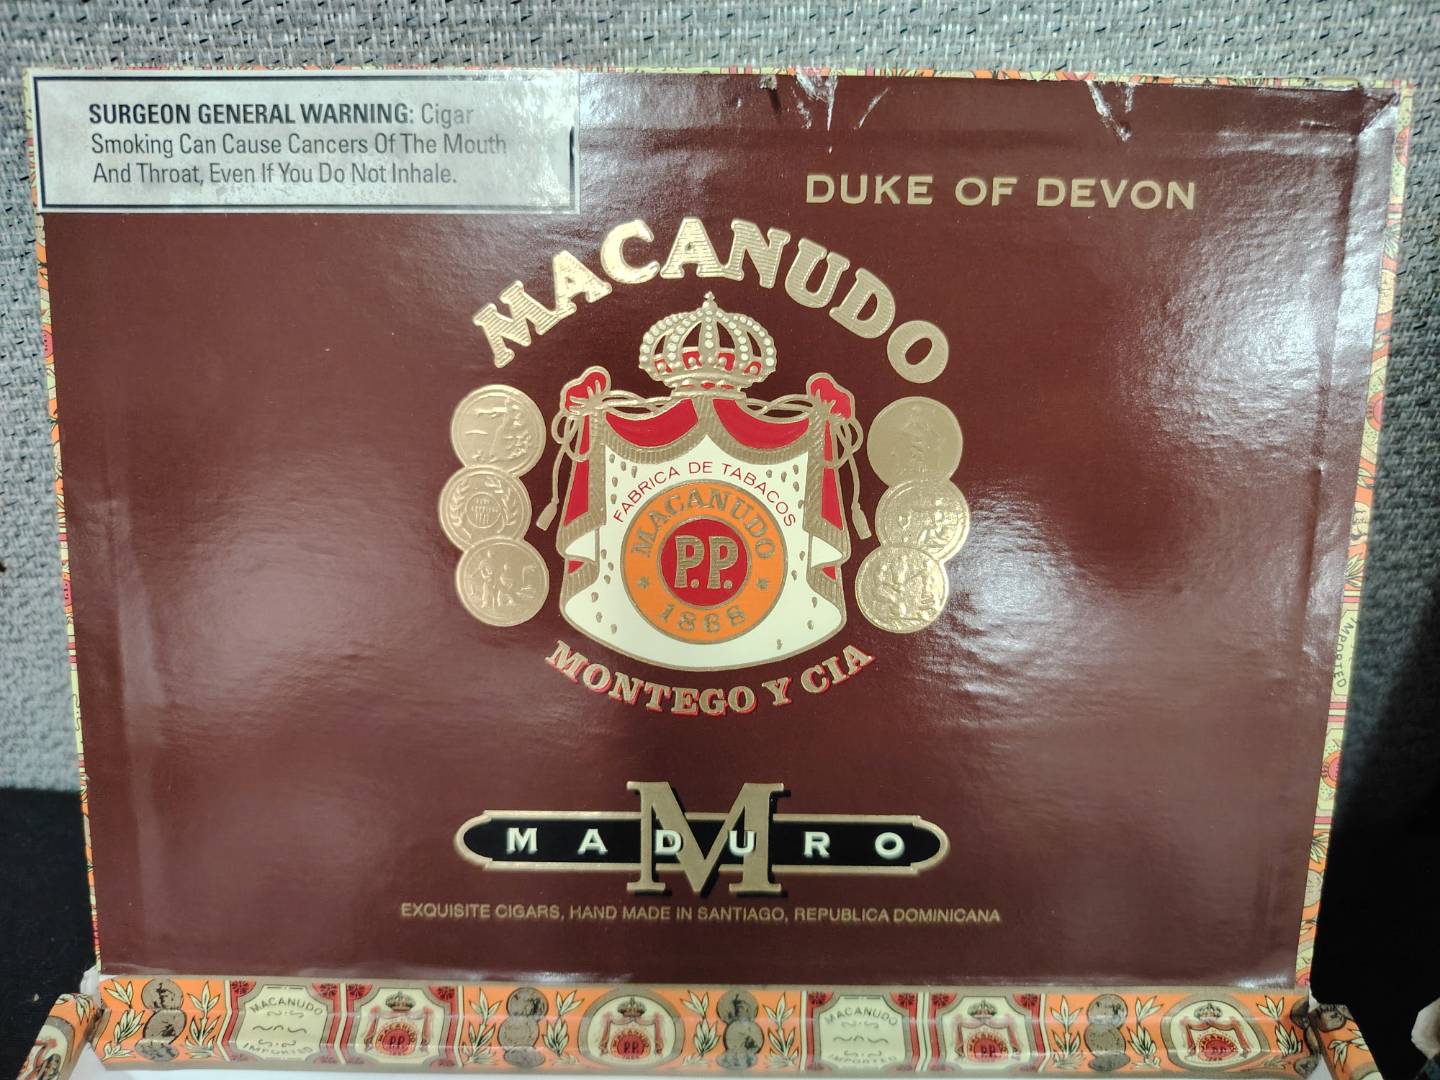 SURGEON GENERAL WARNING: Cigar
Smoking Can Cause Cancers Of The Mouth
And Throat, Even If You Do Not Inhale.
DUKE OF DEVON
MACANUDO
FABRICA DE TABACOS
MACANUDO
P.P.
1888
MONTEGO Y CIA
M
MADURO
EXQUISITE CIGARS, HAND MADE IN SANTIAGO, REPUBLICA DOMINICANA
IMPORTED
MACANUDO
IMPORTED
P.P.
P.P.
MACANUDO
IMPORTED
P.P.
P.P.